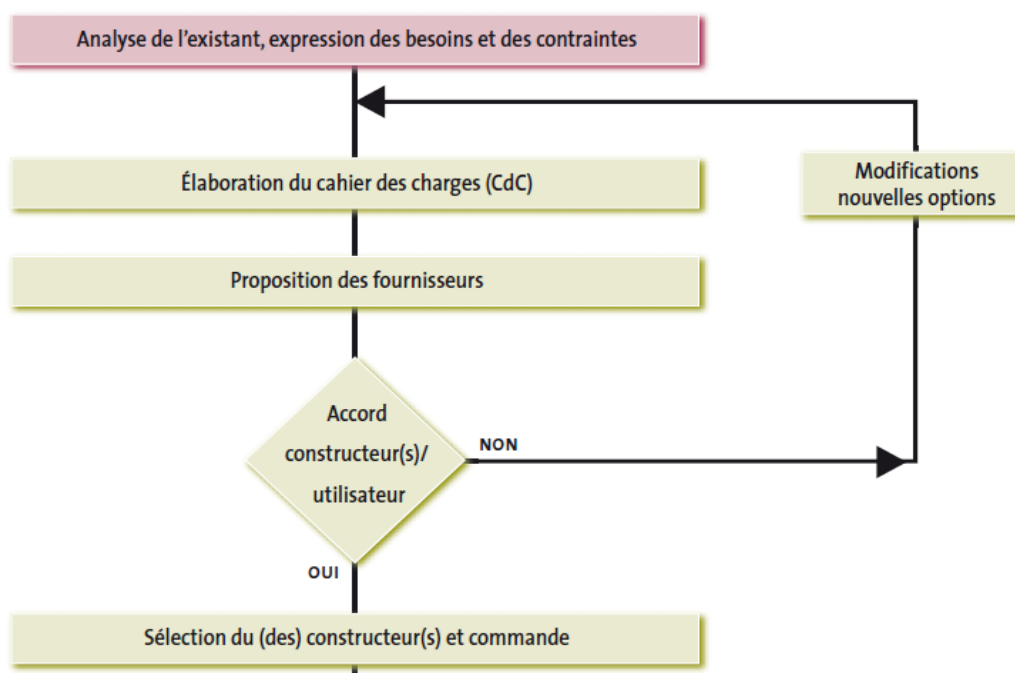 Analyse de l'existant, expression des besoins et des contraintes
Élaboration du cahier des charges (CdC)
Modifications
nouvelles options
Proposition des fournisseurs
Accord
constructeur(s)/
utilisateur
NON
OUI
Sélection du (des) constructeur(s) et commande